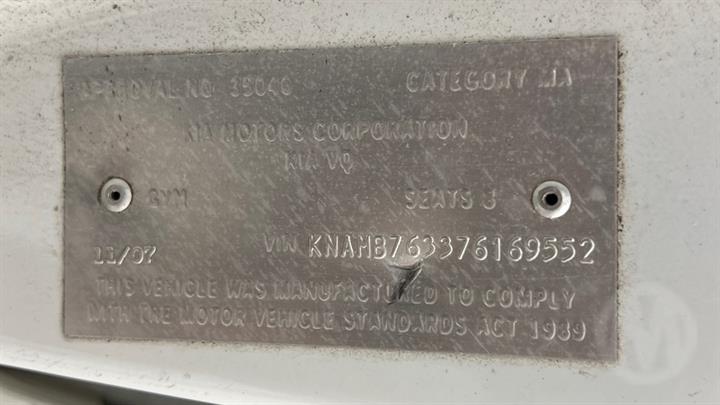 APPROVAL NO 35040 CATEGORY MA
KIA MOTORS CORPORATION
KIA VQ
GVM SEATS 8
11/07 VIN KNAMB763376169552
THIS VEHICLE WAS MANUFACTURED TO COMPLY
WITH THE MOTOR VEHICLE STANDARDS ACT 1989